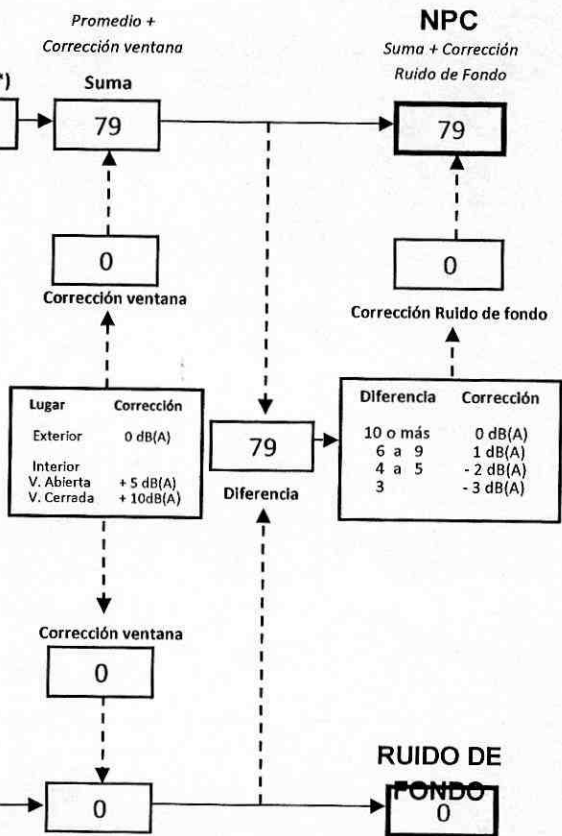 Promedio +
Corrección ventana
NPC
Suma + Corrección
Ruido de Fondo
*)
Suma
79
79
0
0
Corrección ventana
Corrección Ruido de fondo
Lugar Corrección
Exterior 0 dB(A)
Interior
V. Abierta + 5 dB(A)
V. Cerrada + 10dB(A)
79
Diferencia
Diferencia Corrección
10 o más 0 dB(A)
6 a 9 1 dB(A)
4 a 5 - 2 dB(A)
3 - 3 dB(A)
Corrección ventana
0
RUIDO DE
FONDO
0
0